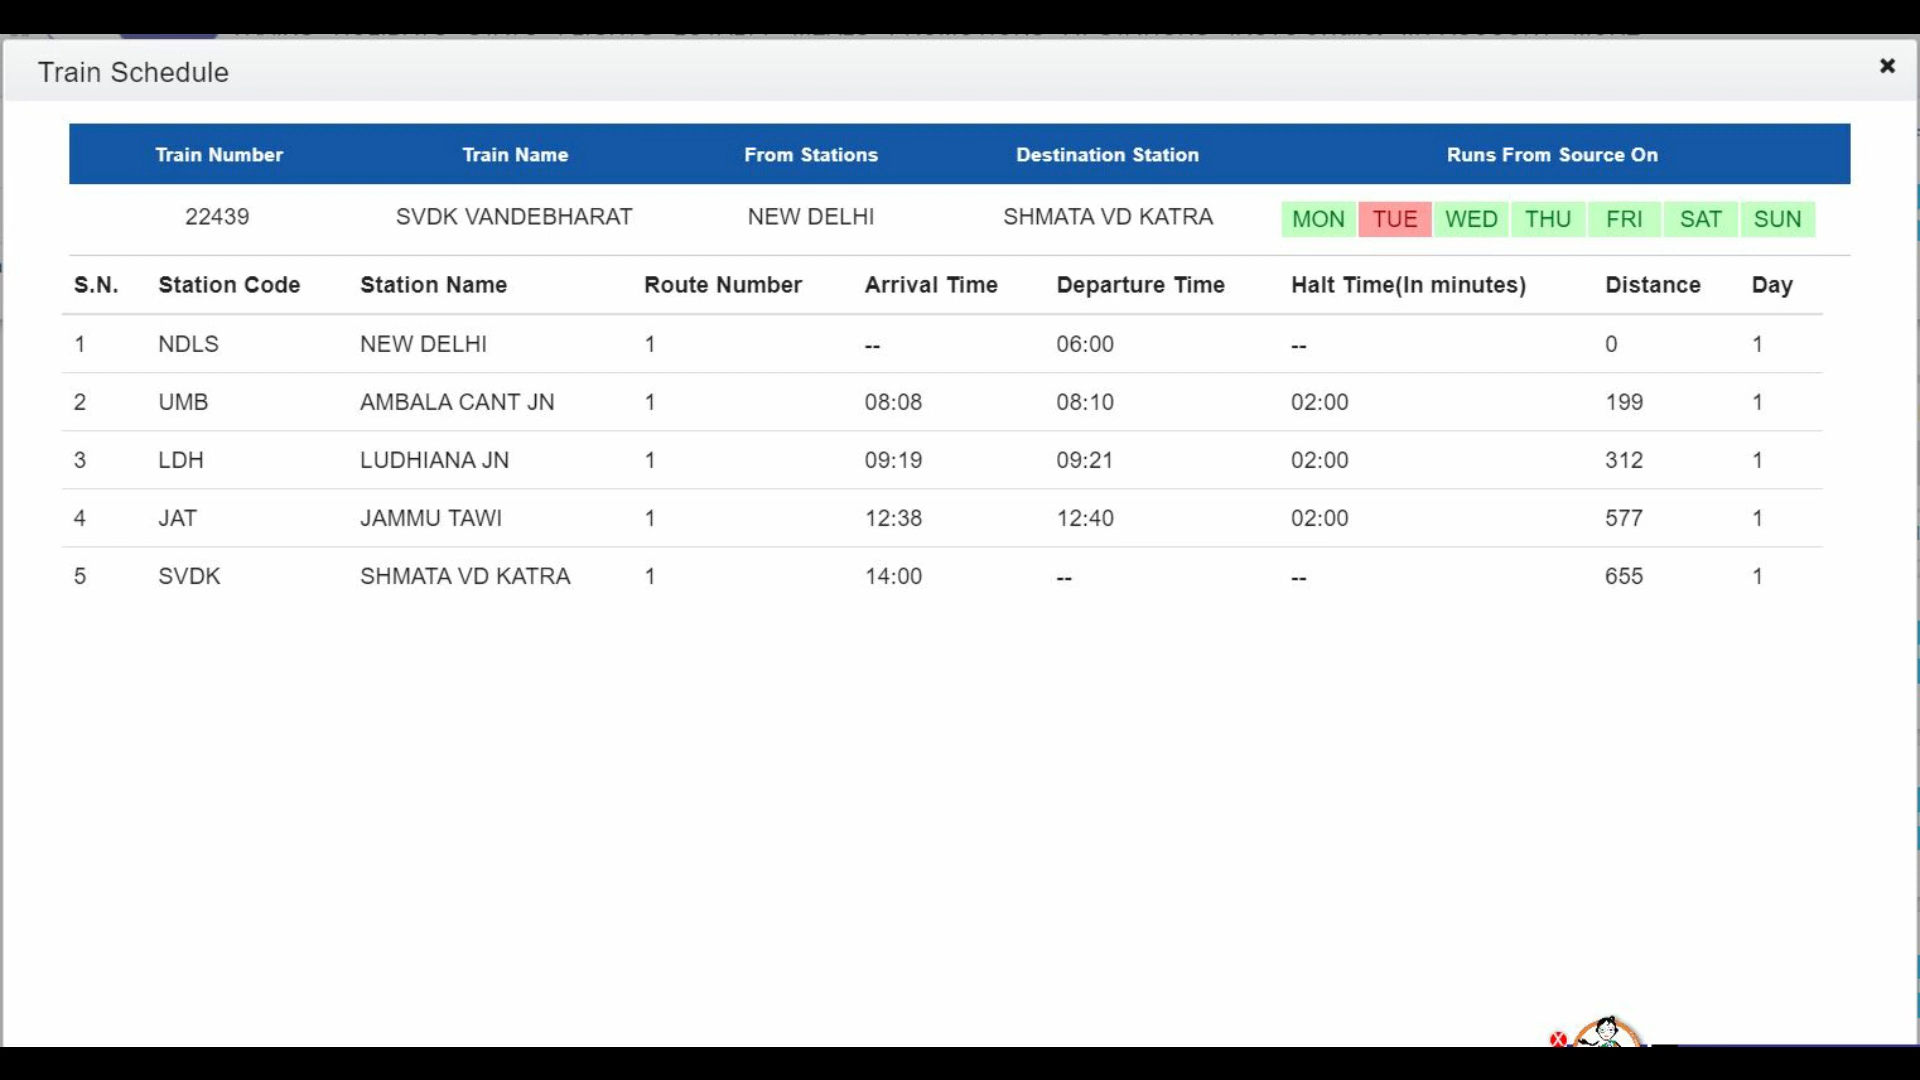 Train Schedule
Train Number Train Name From Stations Destination Station Runs From Source On
22439 SVDK VANDEBHARAT NEW DELHI SHMATA VD KATRA MON TUE WED THU FRI SAT SUN
S.N. Station Code Station Name Route Number Arrival Time Departure Time Halt Time(In minutes) Distance Day
1 NDLS NEW DELHI 1 -- 06:00 -- 0 1
2 UMB AMBALA CANT JN 1 08:08 08:10 02:00 199 1
3 LDH LUDHIANA JN 1 09:19 09:21 02:00 312 1
4 JAT JAMMU TAWI 1 12:38 12:40 02:00 577 1
5 SVDK SHMATA VD KATRA 1 14:00 -- -- 655 1